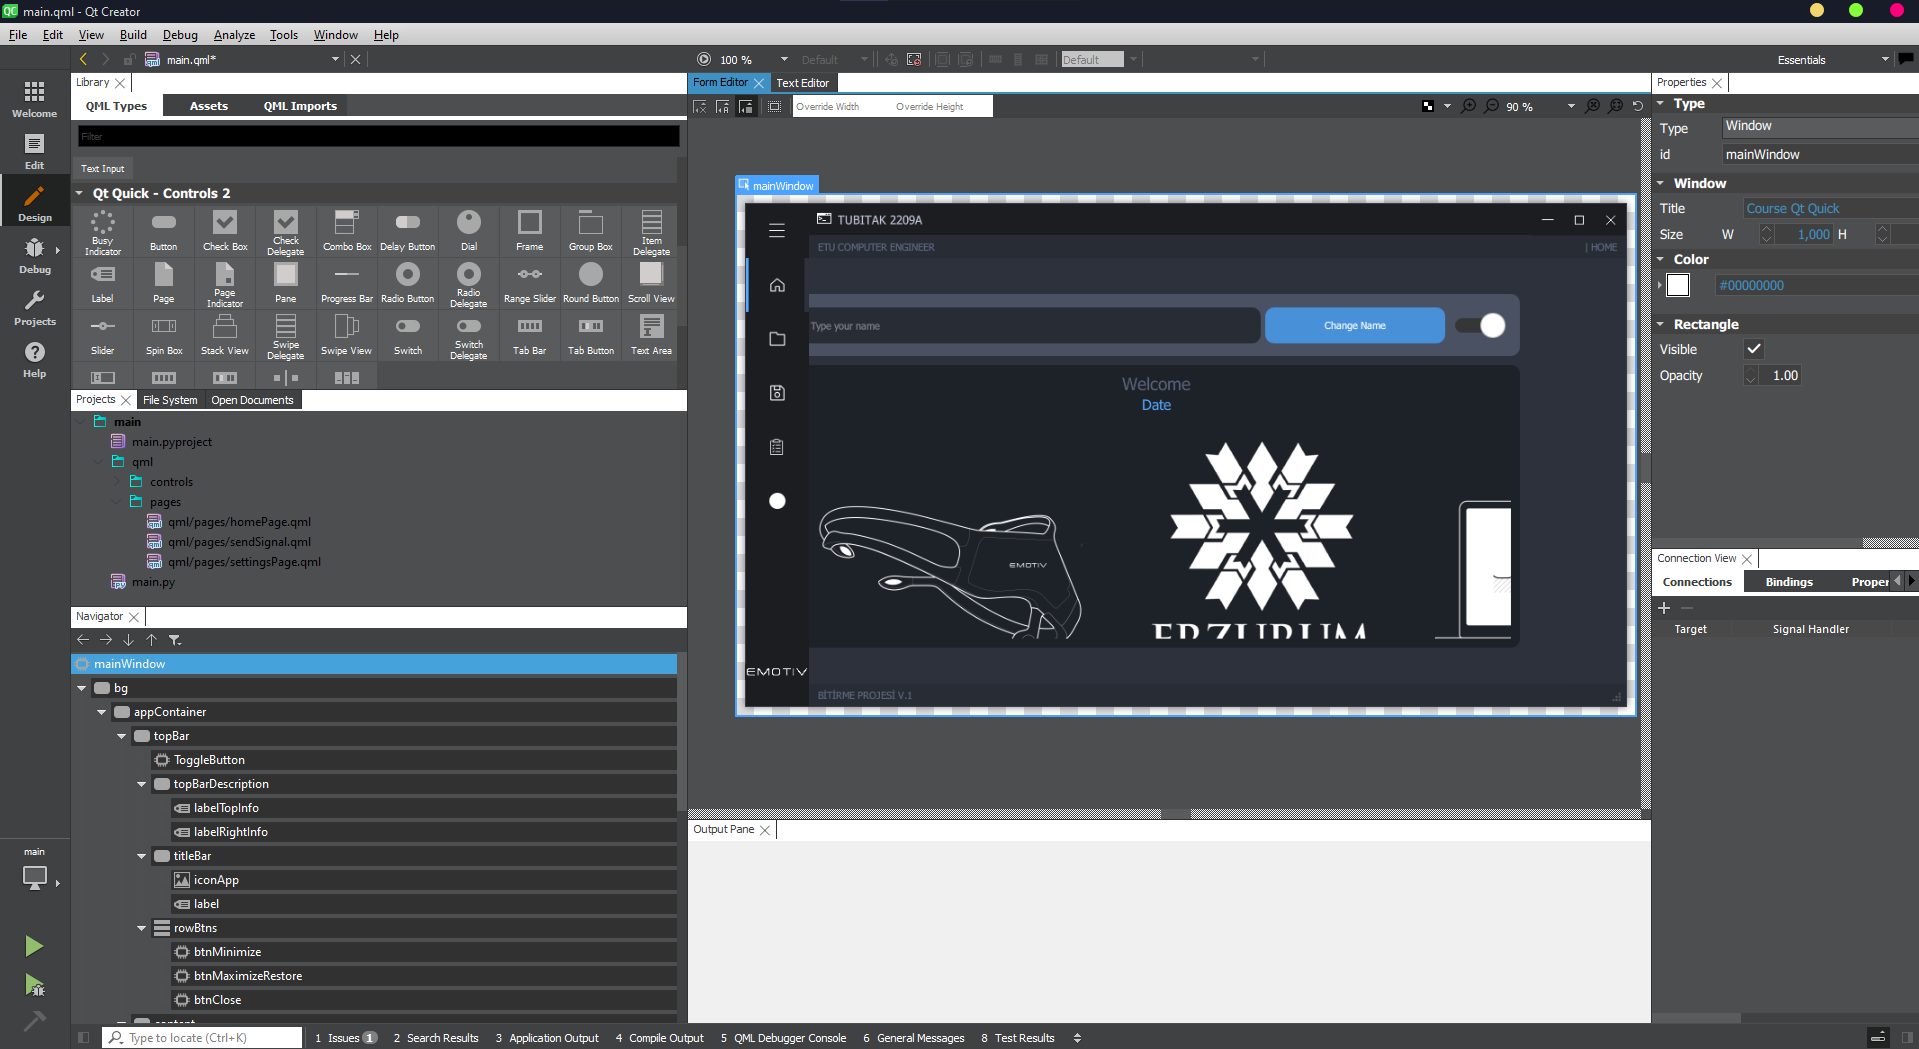 main.qml - Qt Creator
File Edit View Build Debug Analyze Tools Window Help
main.qml*
100 %
Default
Default
Essentials
Library
Form Editor
Text Editor
Properties
QML Types
Assets
QML Imports
Override Width
Override Height
90 %
Type
Filter
Type
Window
Text Input
id
mainWindow
Qt Quick - Controls 2
Window
Title
Course Qt Quick
Size
W
1,000
H
Color
#00000000
Rectangle
Visible
Opacity
1.00
Welcome
Edit
Design
Debug
Projects
Help
Busy Indicator
Button
Check Box
Check Delegate
Combo Box
Delay Button
Dial
Frame
Group Box
Item Delegate
Label
Page
Page Indicator
Pane
Progress Bar
Radio Button
Radio Delegate
Range Slider
Round Button
Scroll View
Slider
Spin Box
Stack View
Swipe Delegate
Swipe View
Switch
Switch Delegate
Tab Bar
Tab Button
Text Area
Projects
File System
Open Documents
main
main.pyproject
qml
controls
pages
qml/pages/homePage.qml
qml/pages/sendSignal.qml
qml/pages/settingsPage.qml
main.py
Navigator
mainWindow
bg
appContainer
topBar
ToggleButton
topBarDescription
labelTopInfo
labelRightInfo
titleBar
iconApp
label
rowBtns
btnMinimize
btnMaximizeRestore
btnClose
content
mainWindow
TUBITAK 2209A
ETU COMPUTER ENGINEER
| HOME
Type your name
Change Name
Welcome
Date
EMOTIV
ERZURUM
EMOTIV
BİTİRME PROJESİ V.1
Output Pane
Connection View
Connections
Bindings
Proper
Target
Signal Handler
main
Type to locate (Ctrl+K)
1 Issues 1
2 Search Results
3 Application Output
4 Compile Output
5 QML Debugger Console
6 General Messages
8 Test Results